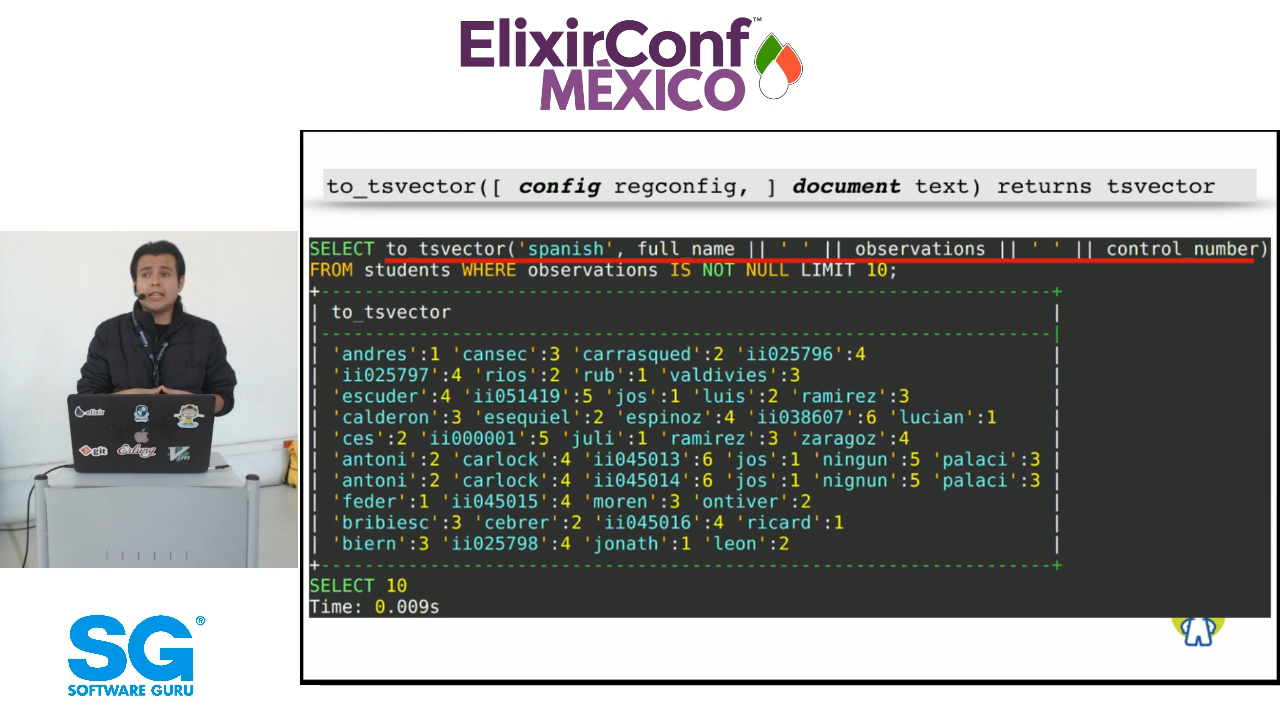 ElixirConf™
MÉXICO
to_tsvector([ config regconfig, ] document text) returns tsvector
SELECT to_tsvector('spanish', full_name || ' ' || observations || ' ' || control_number)
FROM students WHERE observations IS NOT NULL LIMIT 10;
+-----------------------------------------------------------------+
| to_tsvector |
|-----------------------------------------------------------------|
| 'andres':1 'cansec':3 'carrasqued':2 'ii025796':4 |
| 'ii025797':4 'rios':2 'rub':1 'valdivies':3 |
| 'escuder':4 'ii051419':5 'jos':1 'luis':2 'ramirez':3 |
| 'calderon':3 'esequiel':2 'espinoz':4 'ii038607':6 'lucian':1 |
| 'ces':2 'ii000001':5 'juli':1 'ramirez':3 'zaragoz':4 |
| 'antoni':2 'carlock':4 'ii045013':6 'jos':1 'ningun':5 'palaci':3 |
| 'antoni':2 'carlock':4 'ii045014':6 'jos':1 'nignun':5 'palaci':3 |
| 'feder':1 'ii045015':4 'moren':3 'ontiver':2 |
| 'bribiesc':3 'cebrer':2 'ii045016':4 'ricard':1 |
| 'biern':3 'ii025798':4 'jonath':1 'leon':2 |
+-----------------------------------------------------------------+
SELECT 10
Time: 0.009s
elixir
git
Erlang
SG®
SOFTWARE GURU